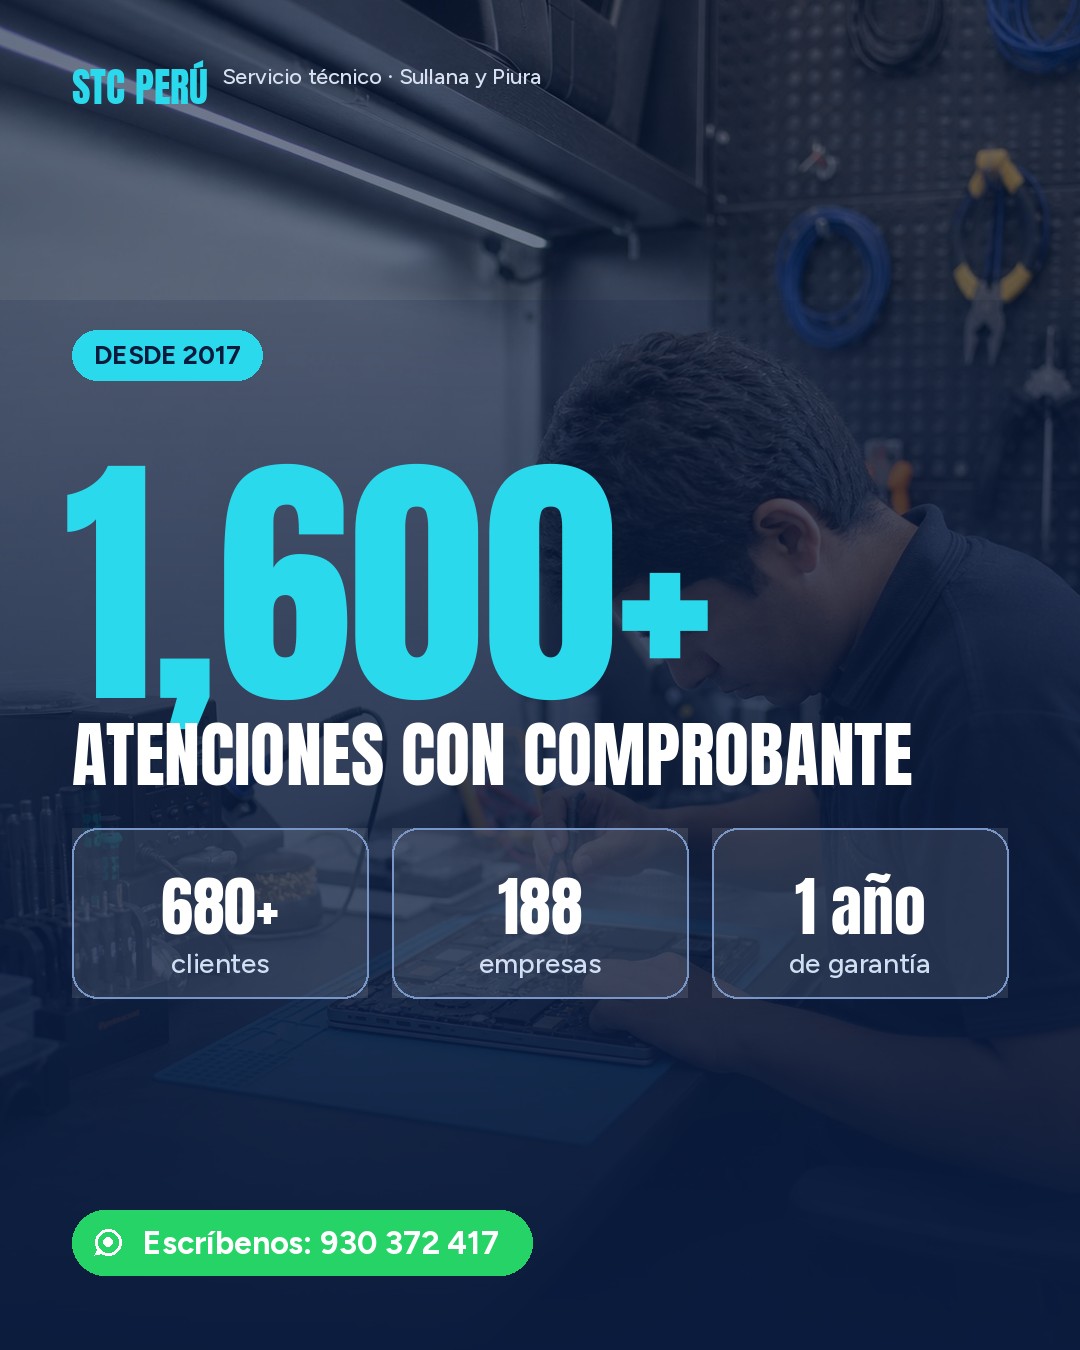 STC PERÚ Servicio técnico · Sullana y Piura
DESDE 2017
1,600+
ATENCIONES CON COMPROBANTE
680+ 188 1 año
clientes empresas de garantía
Escríbenos: 930 372 417